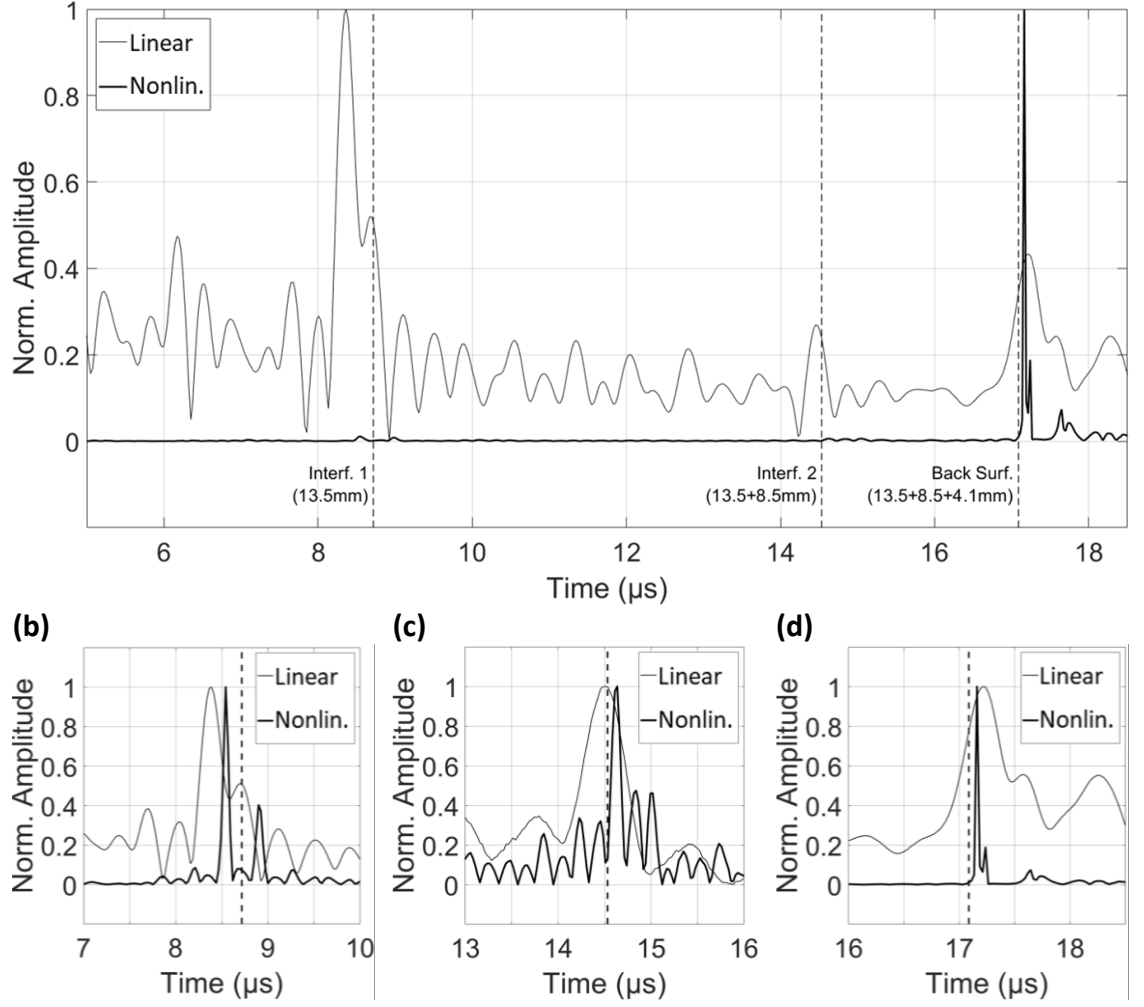 1
0.8
0.6
0.4
0.2
0
Norm. Amplitude
Linear
Nonlin.
Interf. 1
(13.5mm)
Interf. 2
(13.5+8.5mm)
Back Surf.
(13.5+8.5+4.1mm)
6 8 10 12 14 16 18
Time (µs)
(b)
1
0.8
0.6
0.4
0.2
0
Norm. Amplitude
Linear
Nonlin.
7 8 9 10
Time (µs)
(c)
1
0.8
0.6
0.4
0.2
0
Norm. Amplitude
Linear
Nonlin.
13 14 15 16
Time (µs)
(d)
1
0.8
0.6
0.4
0.2
0
Norm. Amplitude
Linear
Nonlin.
16 17 18
Time (µs)